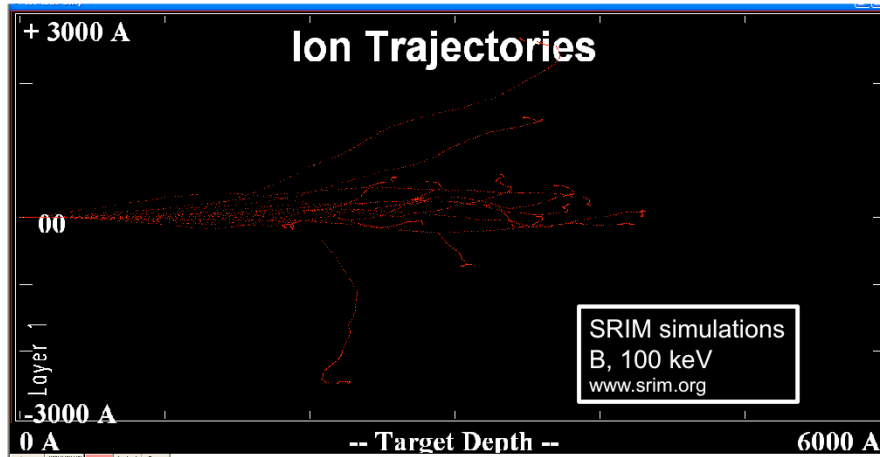 + 3000 A
Ion Trajectories
00
Layer 1
SRIM simulations
B, 100 keV
www.srim.org
-3000 A
0 A
-- Target Depth --
6000 A